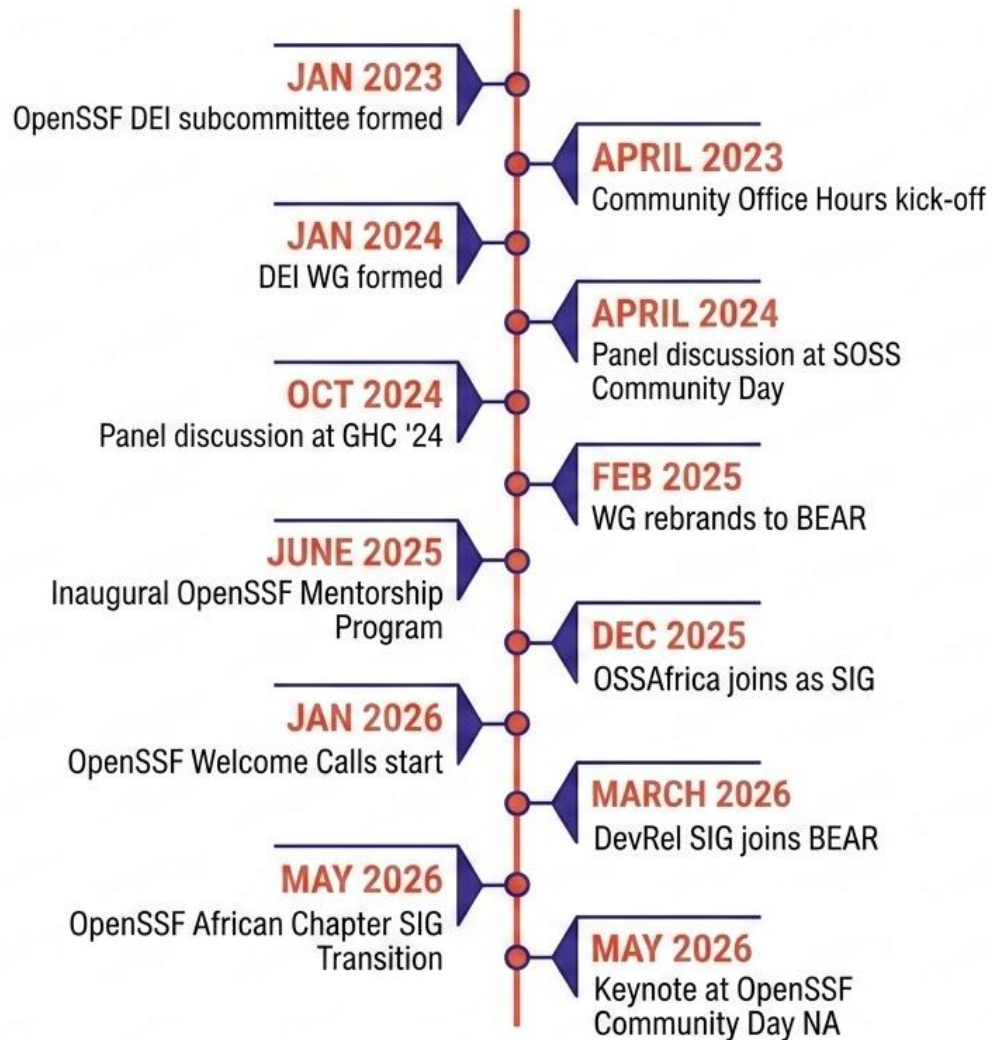 JAN 2023
OpenSSF DEI subcommittee formed
APRIL 2023
Community Office Hours kick-off
JAN 2024
DEI WG formed
APRIL 2024
Panel discussion at SOSS
Community Day
OCT 2024
Panel discussion at GHC '24
FEB 2025
WG rebrands to BEAR
JUNE 2025
Inaugural OpenSSF Mentorship
Program
DEC 2025
OSSAfrica joins as SIG
JAN 2026
OpenSSF Welcome Calls start
MARCH 2026
DevRel SIG joins BEAR
MAY 2026
OpenSSF African Chapter SIG
Transition
MAY 2026
Keynote at OpenSSF
Community Day NA